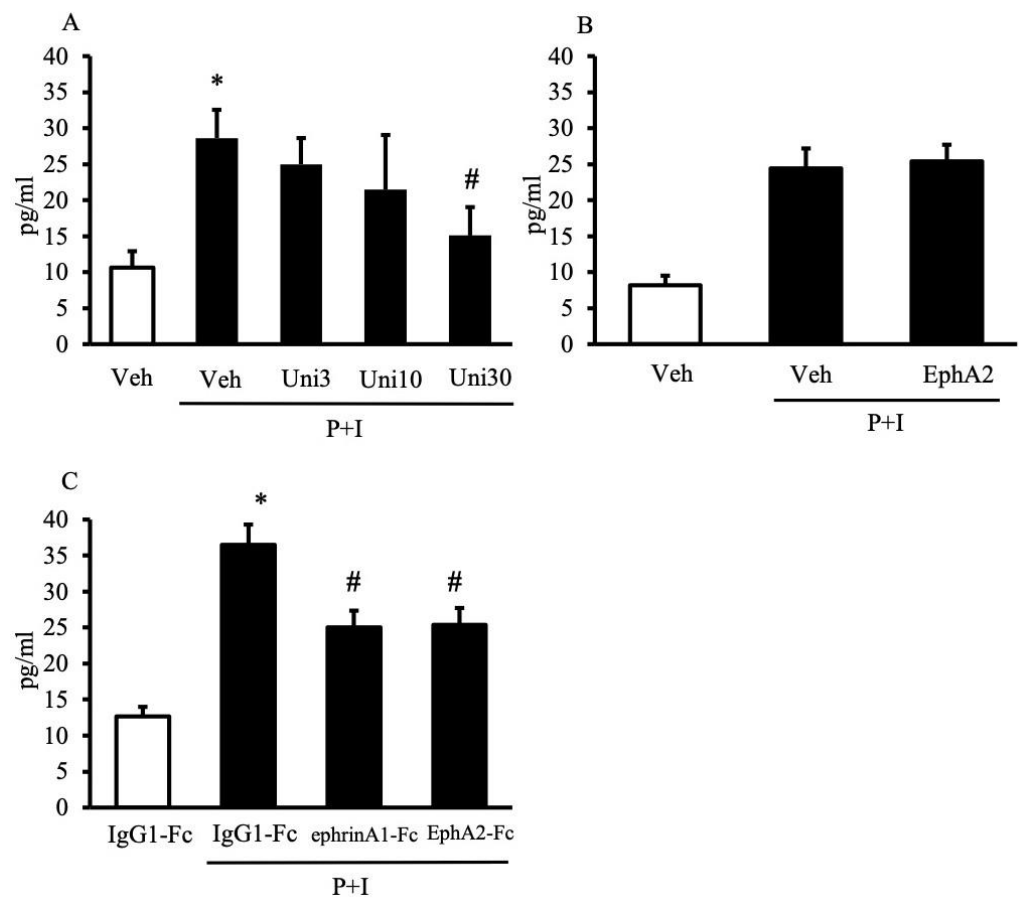 A
40
35
30
25
20
15
10
5
0
pg/ml
*
#
Veh
Veh
Uni3
Uni10
Uni30
P+I
B
40
35
30
25
20
15
10
5
0
pg/ml
Veh
Veh
EphA2
P+I
C
40
35
30
25
20
15
10
5
0
pg/ml
*
#
#
IgG1-Fc
IgG1-Fc
ephrinA1-Fc
EphA2-Fc
P+I